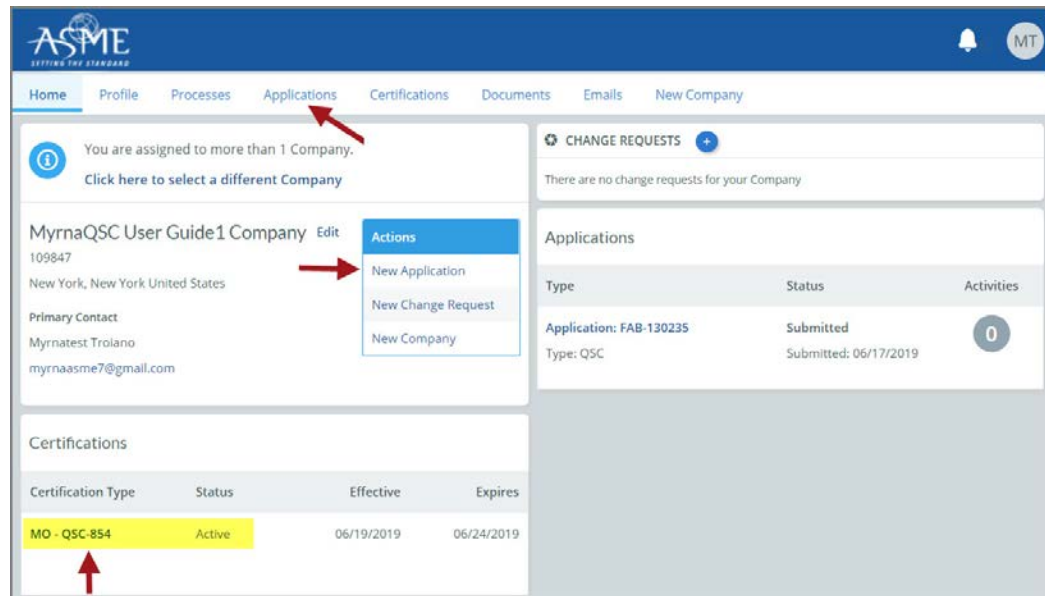 ASME
SETTING THE STANDARD
MT
Home Profile Processes Applications Certifications Documents Emails New Company
You are assigned to more than 1 Company.
Click here to select a different Company
MyrnaQSC User Guide1 Company Edit
109847
New York, New York United States
Primary Contact
Myrnatest Troiano
myrnaasme7@gmail.com
Actions
New Application
New Change Request
New Company
Certifications
Certification Type Status Effective Expires
MO - QSC-854 Active 06/19/2019 06/24/2019
CHANGE REQUESTS +
There are no change requests for your Company
Applications
Type Status Activities
Application: FAB-130235 Submitted 0
Type: QSC Submitted: 06/17/2019